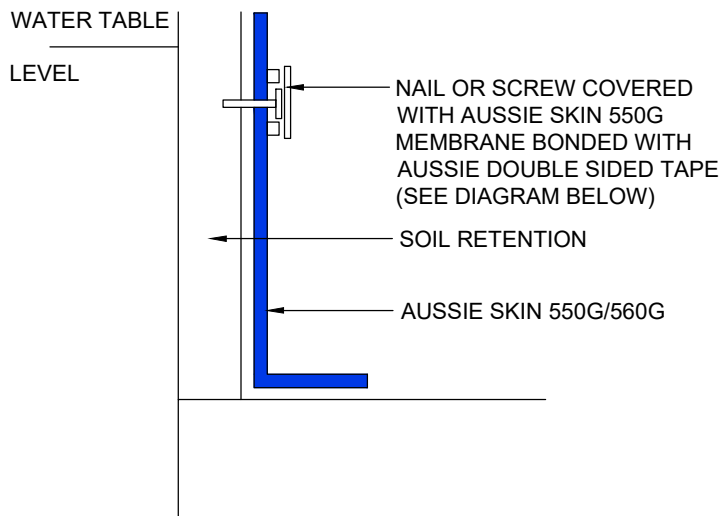 WATER TABLE
LEVEL
NAIL OR SCREW COVERED
WITH AUSSIE SKIN 550G
MEMBRANE BONDED WITH
AUSSIE DOUBLE SIDED TAPE
(SEE DIAGRAM BELOW)
SOIL RETENTION
AUSSIE SKIN 550G/560G